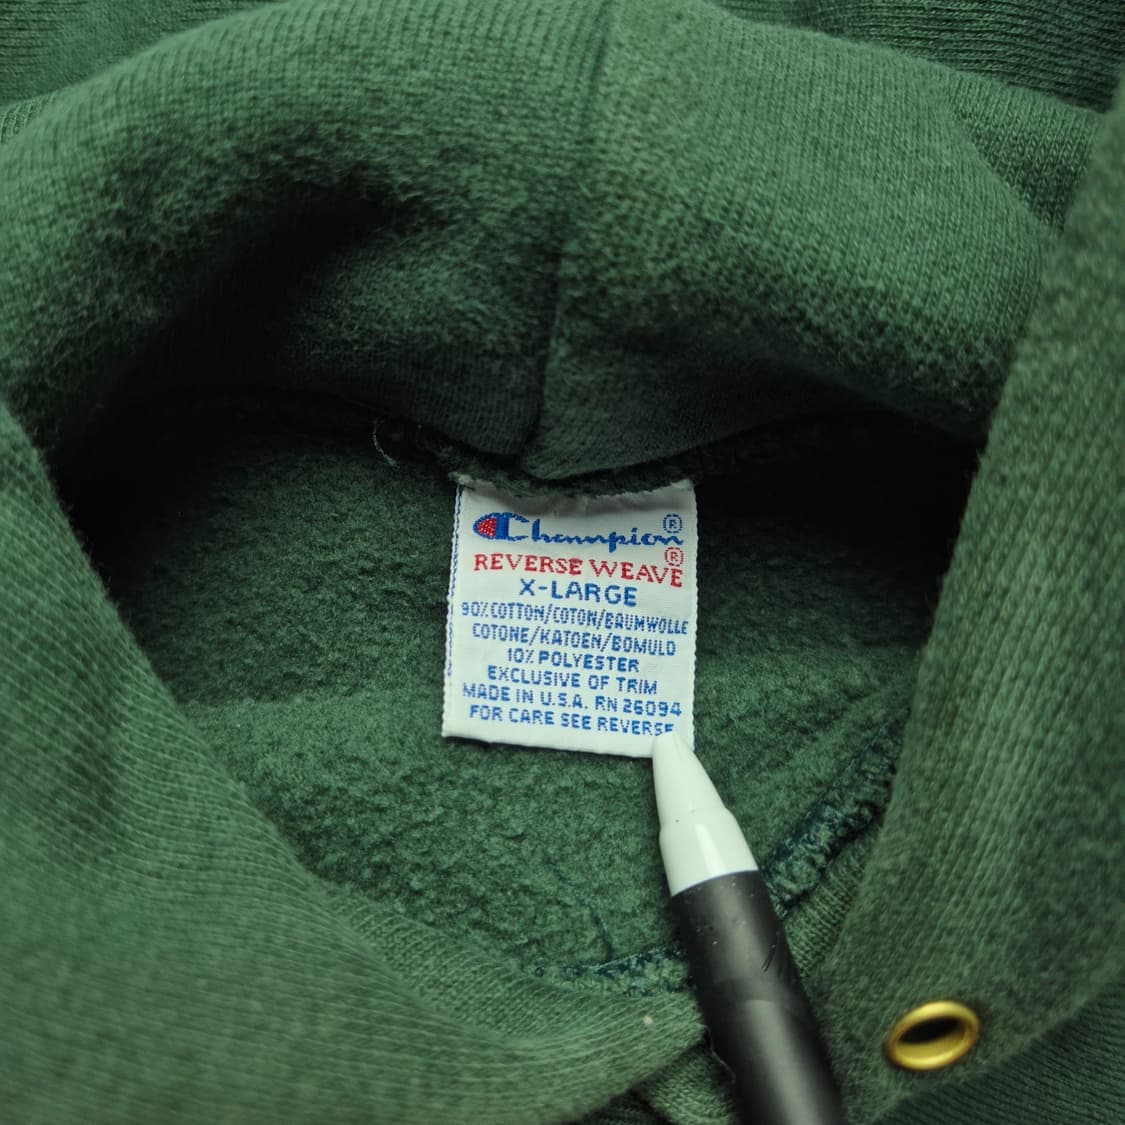 Champion®
REVERSE WEAVE®
X-LARGE
90% COTTON/COTON/BAUMWOLLE
COTONE/KATOEN/BOMULD
10% POLYESTER
EXCLUSIVE OF TRIM
MADE IN U.S.A. RN 26094
FOR CARE SEE REVERSE